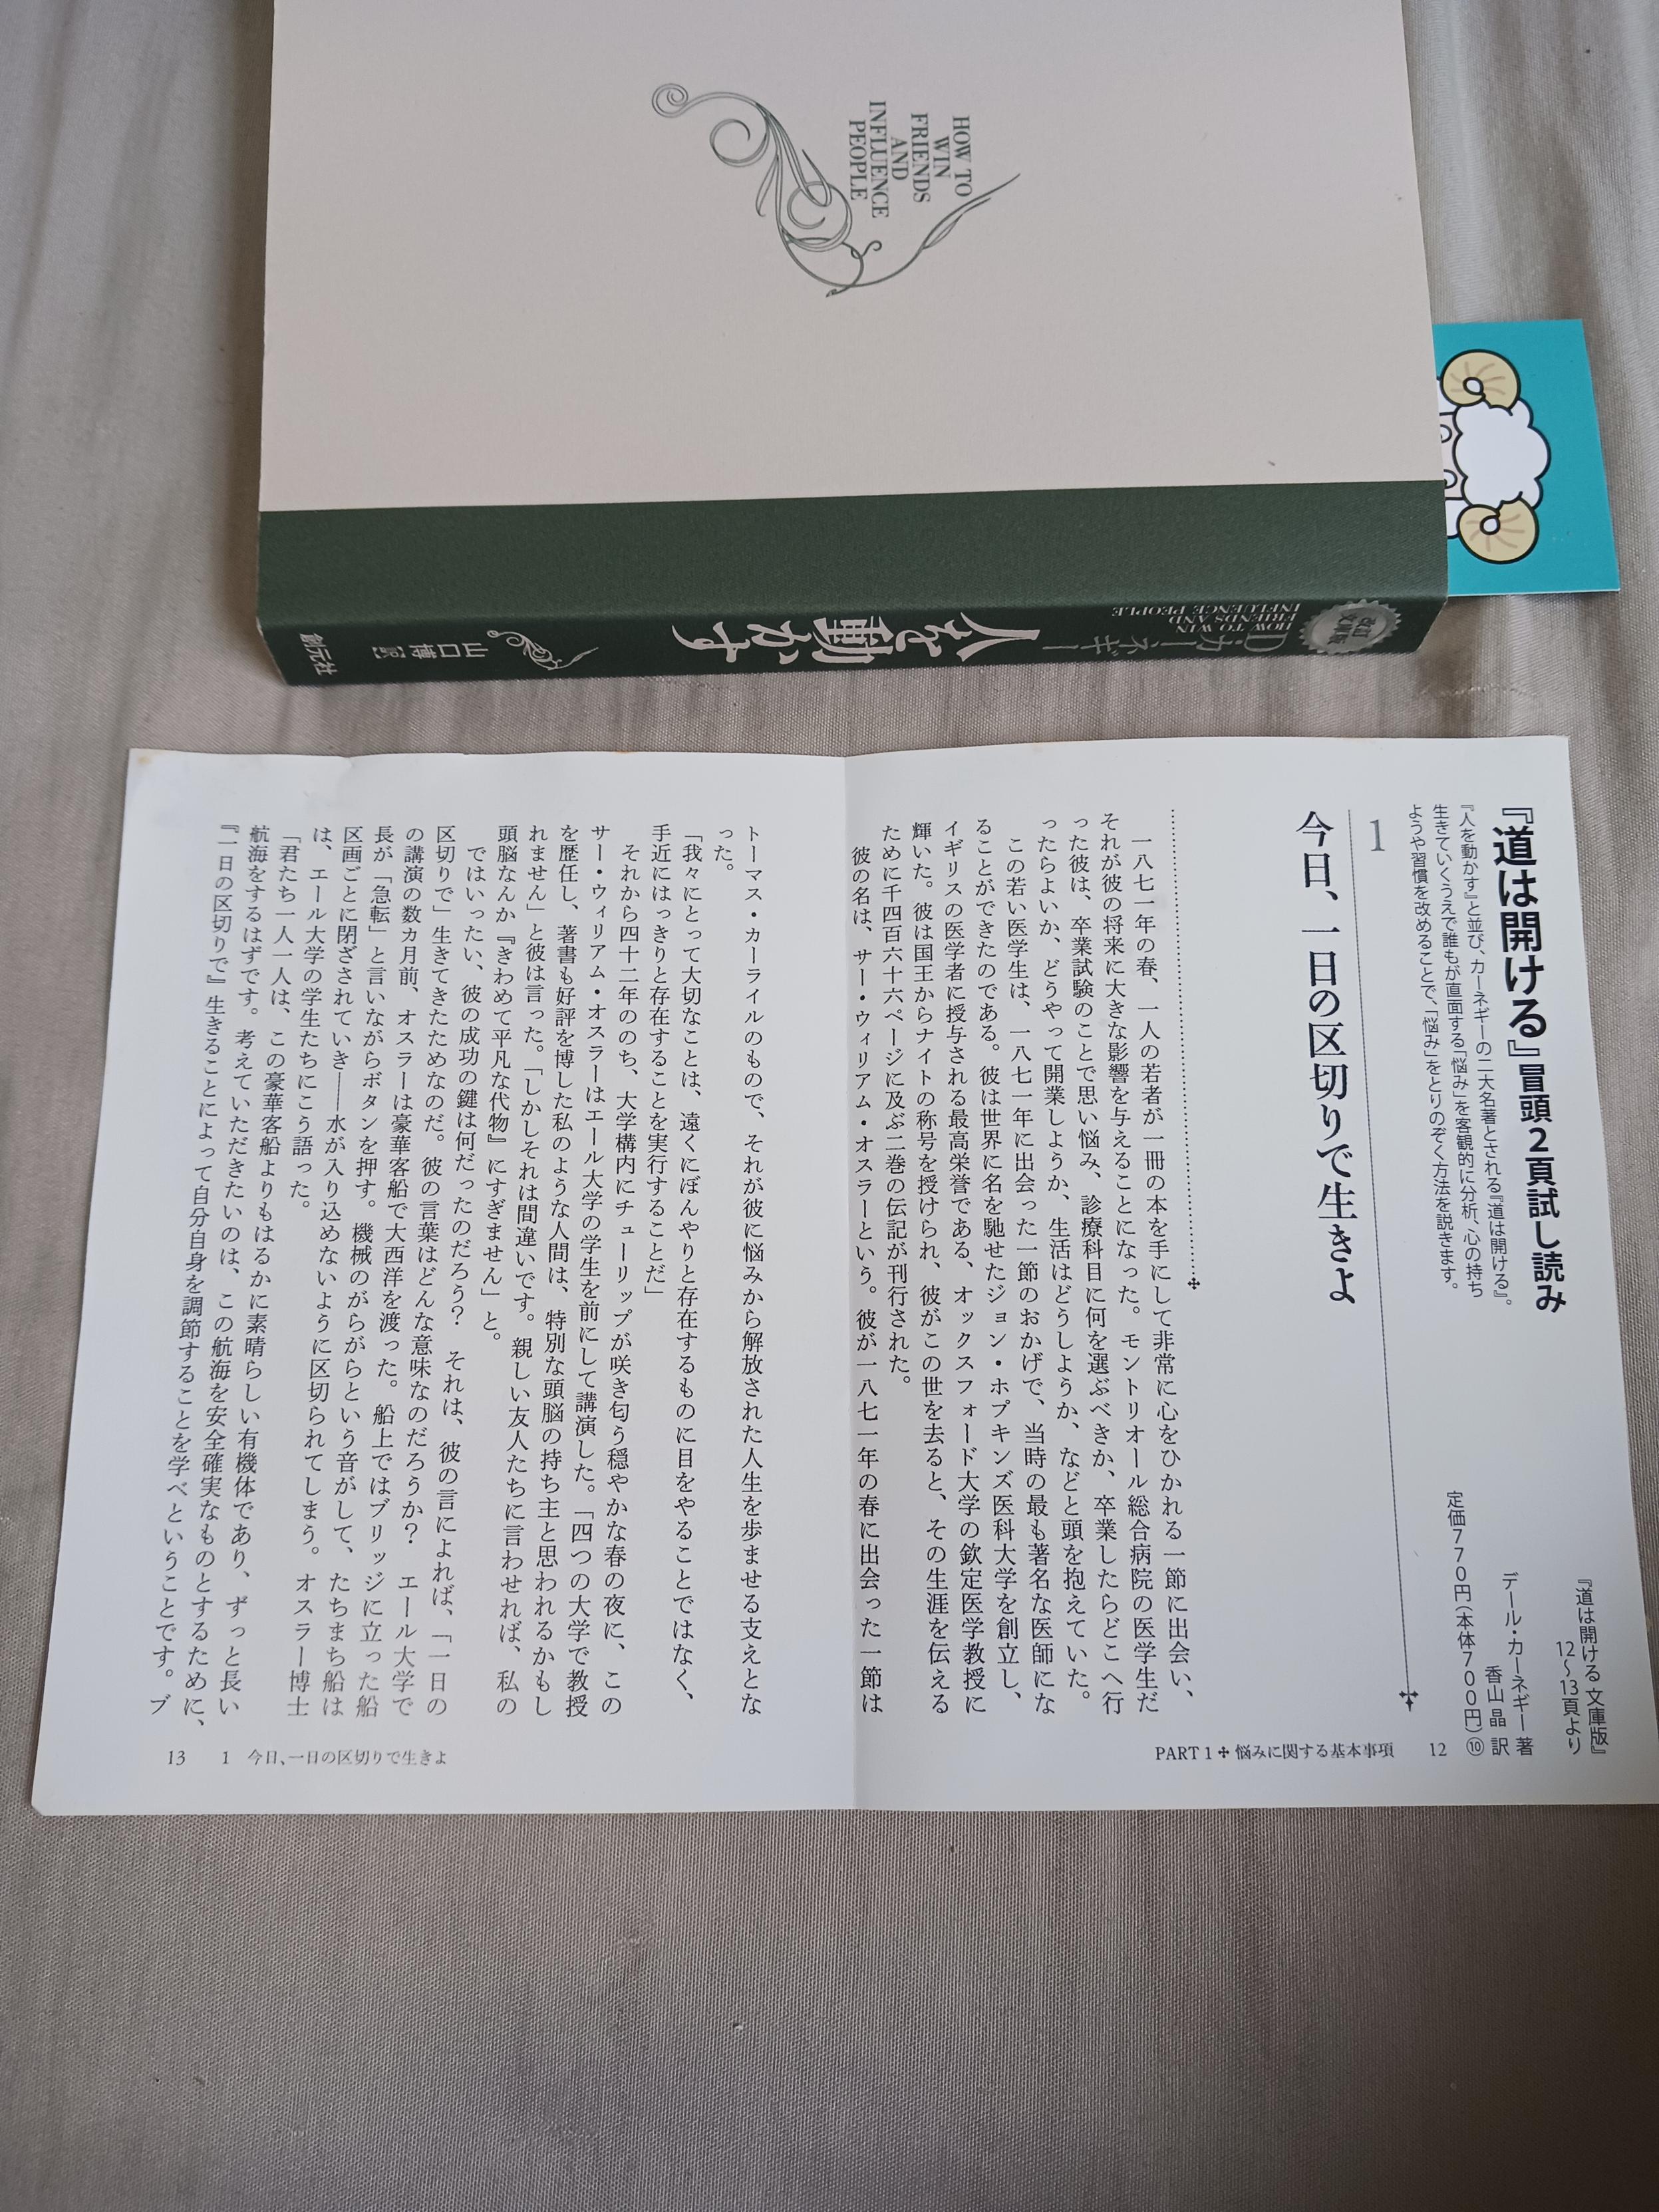 HOW TO
WIN
FRIENDS
AND
INFLUENCE
PEOPLE
改訂
文庫版
D・カーネギー
HOW TO WIN
FRIENDS AND
INFLUENCE PEOPLE
人を動かす
山口博 訳
創元社
『道は開ける』冒頭2頁試し読み
『人を動かす』と並び、カーネギーの二大名著とされる『道は開ける』。
生きていくうえで誰もが直面する「悩み」を客観的に分析、心の持ち
ようや習慣を改めることで、「悩み」をとりのぞく方法を説きます。
『道は開ける 文庫版』
12〜13頁より
デール・カーネギー 著
香山 晶 訳
定価770円（本体700円）⑩
1
今日、一日の区切りで生きよ
一八七一年の春、一人の若者が一冊の本を手にして非常に心をひかれる一節に出会い、
それが彼の将来に大きな影響を与えることになった。モントリオール総合病院の医学生だ
った彼は、卒業試験のことで思い悩み、診療科目に何を選ぶべきか、卒業したらどこへ行
ったらよいか、どうやって開業しようか、生活はどうしようか、などと頭を抱えていた。
この若い医学生は、一八七一年に出会った一節のおかげで、当時の最も著名な医師にな
ることができたのである。彼は世界に名を馳せたジョン・ホプキンズ医科大学を創立し、
イギリスの医学者に授与される最高栄誉である、オックスフォード大学の欽定医学教授に
輝いた。彼は国王からナイトの称号を授けられ、彼がこの世を去ると、その生涯を伝える
ために千四百六十六ページに及ぶ二巻の伝記が刊行された。
彼の名は、サー・ウィリアム・オスラーという。彼が一八七一年の春に出会った一節は
PART 1 ✢ 悩みに関する基本事項 12
トーマス・カーライルのもので、それが彼に悩みから解放された人生を歩ませる支えとな
った。
「我々にとって大切なことは、遠くにぼんやりと存在するものに目をやることではなく、
手近にはっきりと存在することを実行することだ」
それから四十二年ののち、大学構内にチューリップが咲き匂う穏やかな春の夜に、この
サー・ウィリアム・オスラーはエール大学の学生を前にして講演した。「四つの大学で教授
を歴任し、著書も好評を博した私のような人間は、特別な頭脳の持ち主と思われるかもし
れません」と彼は言った。「しかしそれは間違いです。親しい友人たちに言わせれば、私の
頭脳なんか『きわめて平凡な代物』にすぎません」と。
ではいったい、彼の成功の鍵は何だったのだろう？ それは、彼の言によれば、「一日の
区切りで」生きてきたためなのだ。彼の言葉はどんな意味なのだろうか？ エール大学で
の講演の数カ月前、オスラーは豪華客船で大西洋を渡った。船上ではブリッジに立った船
長が「急転」と言いながらボタンを押す。機械のがらがらという音がして、たちまち船は
区画ごとに閉ざされていき――水が入り込めないように区切られてしまう。オスラー博士
は、エール大学の学生たちにこう語った。
「君たち一人一人は、この豪華客船よりもはるかに素晴らしい有機体であり、ずっと長い
航海をするはずです。考えていただきたいのは、この航海を安全確実なものとするために、
『一日の区切りで』生きることによって自分自身を調節することを学べということです。ブ
13 1 今日、一日の区切りで生きよ